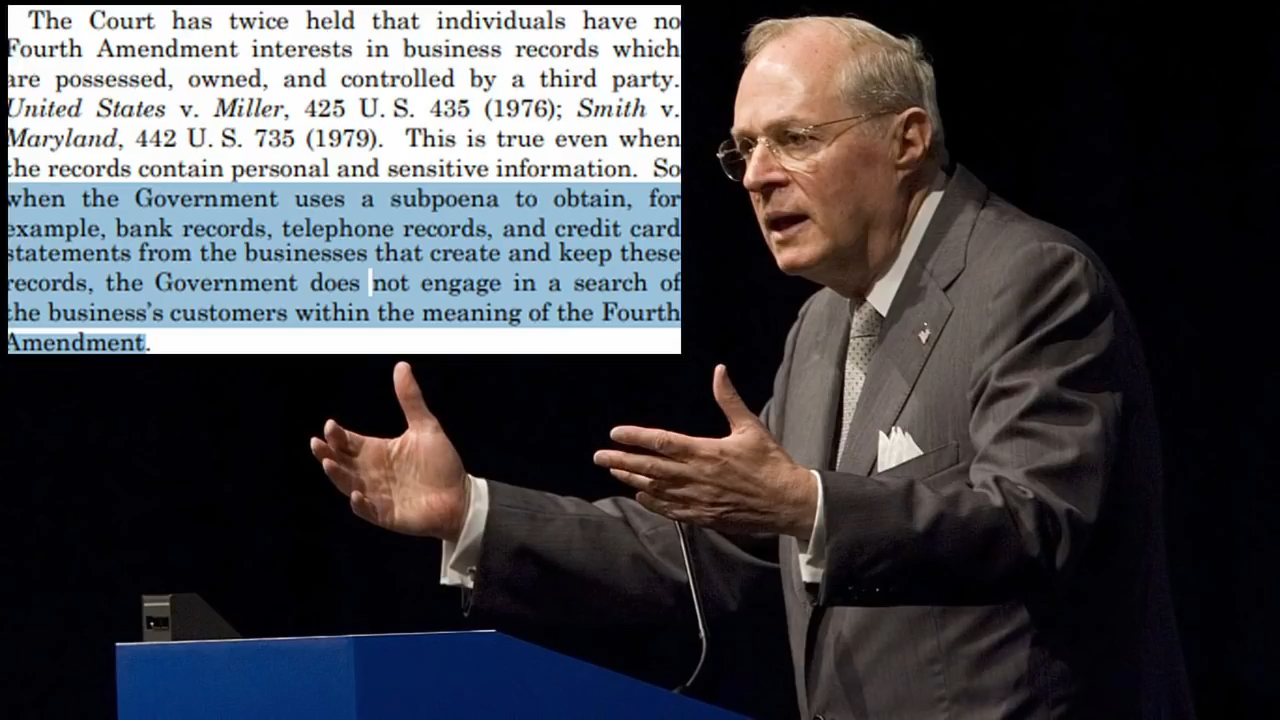 The Court has twice held that individuals have no
Fourth Amendment interests in business records which
are possessed, owned, and controlled by a third party.
United States v. Miller, 425 U. S. 435 (1976); Smith v.
Maryland, 442 U. S. 735 (1979). This is true even when
the records contain personal and sensitive information. So
when the Government uses a subpoena to obtain, for
example, bank records, telephone records, and credit card
statements from the businesses that create and keep these
records, the Government does not engage in a search of
the business's customers within the meaning of the Fourth
Amendment.